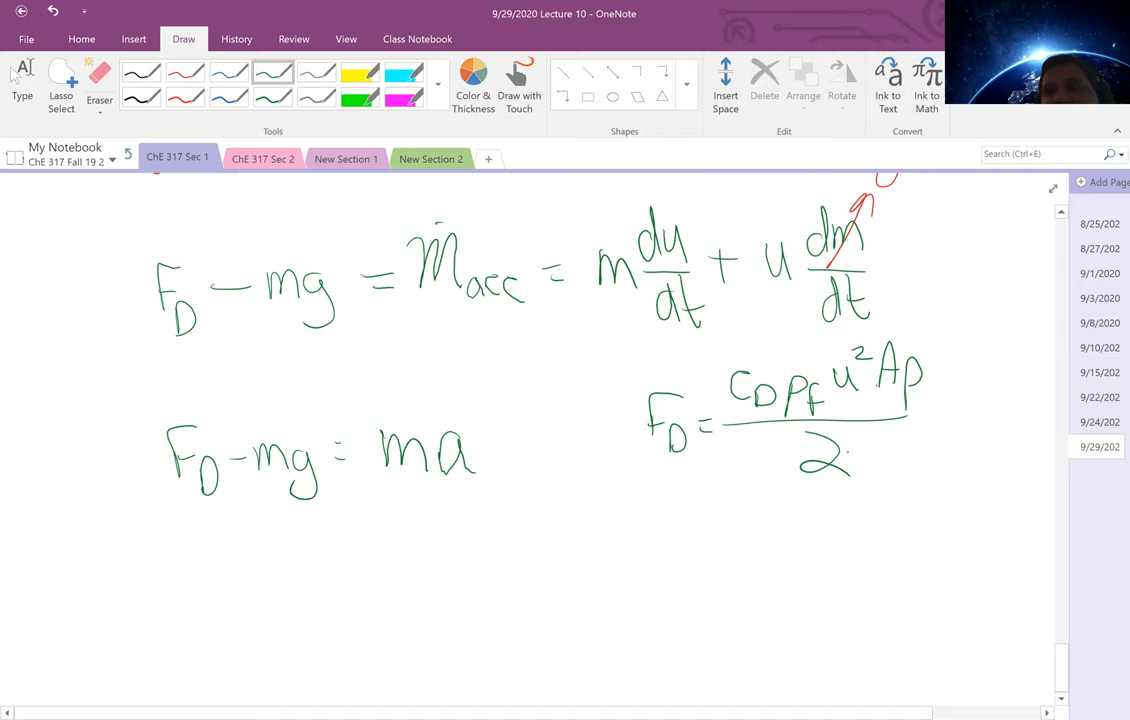 9/29/2020 Lecture 10 - OneNote
File Home Insert Draw History Review View Class Notebook
Type
Lasso Select
Eraser
Color & Thickness
Draw with Touch
Insert Space
Delete
Arrange
Rotate
Ink to Text
Ink to Math
Tools Shapes Edit Convert
My Notebook
ChE 317 Fall 19 2
ChE 317 Sec 1 ChE 317 Sec 2 New Section 1 New Section 2 +
Search (Ctrl+E)
Add Page
8/25/202
8/27/202
9/1/2020
9/3/2020
9/8/2020
9/10/202
9/15/202
9/22/202
9/24/202
9/29/202
F_D - mg = ṁ_acc = m du/dt + u dm/dt
F_D = C_D ρ_f u² A_p / 2
F_D - mg = ma